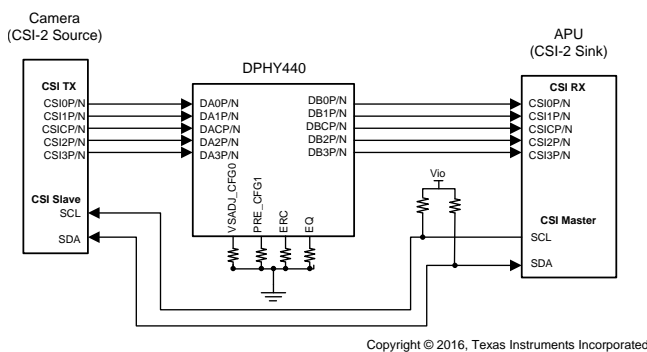 Camera
(CSI-2 Source)
CSI TX
CSI0P/N
CSI1P/N
CSICP/N
CSI2P/N
CSI3P/N
CSI Slave
SCL
SDA
DPHY440
DA0P/N
DA1P/N
DACP/N
DA2P/N
DA3P/N
DB0P/N
DB1P/N
DBCP/N
DB2P/N
DB3P/N
VSADJ_CFG0
PRE_CFG1
ERC
EQ
APU
(CSI-2 Sink)
CSI RX
CSI0P/N
CSI1P/N
CSICP/N
CSI2P/N
CSI3P/N
Vio
CSI Master
SCL
SDA
Copyright © 2016, Texas Instruments Incorporated